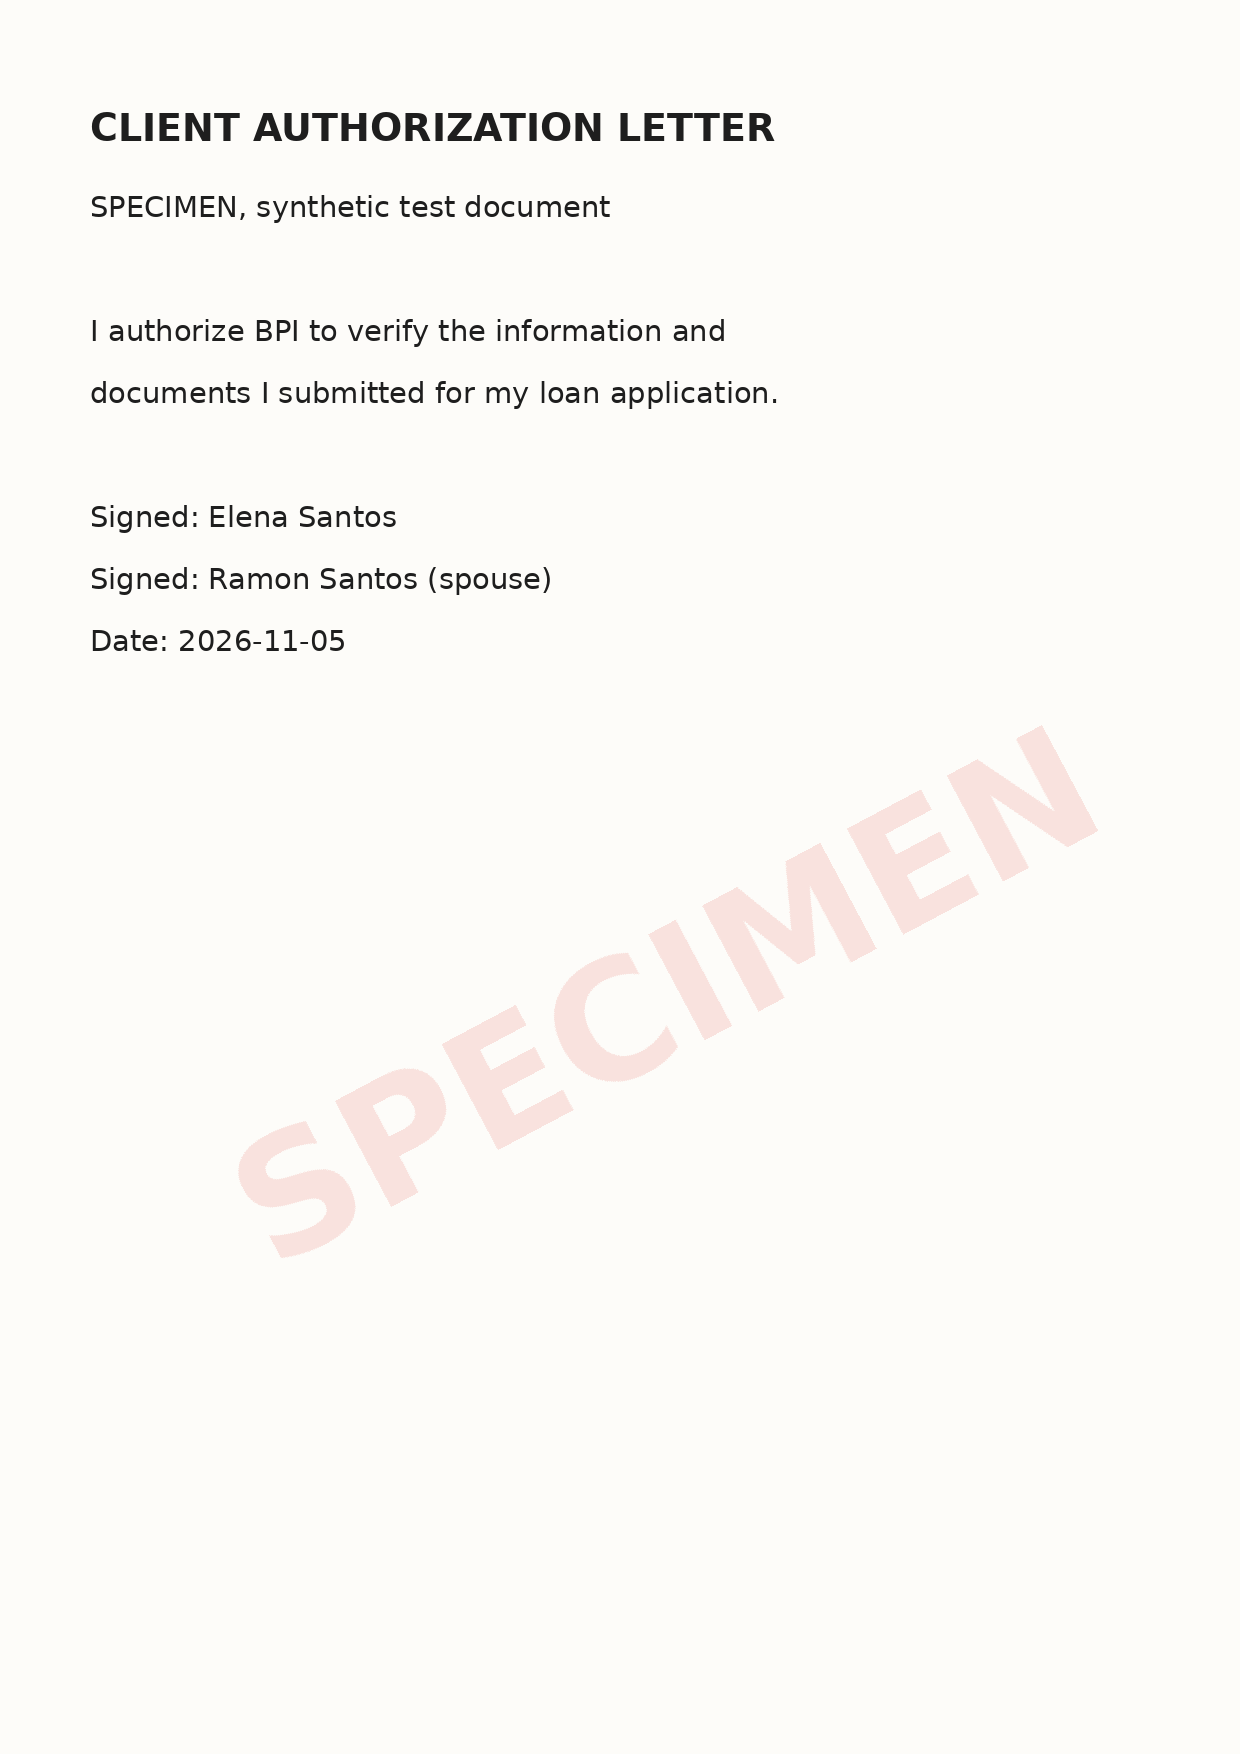 CLIENT AUTHORIZATION LETTER
SPECIMEN, synthetic test document
I authorize BPI to verify the information and
documents I submitted for my loan application.
Signed: Elena Santos
Signed: Ramon Santos (spouse)
Date: 2026-11-05
SPECIMEN